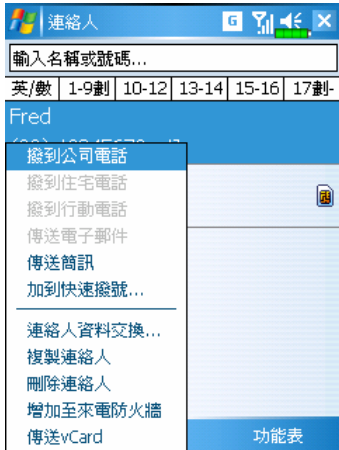 連絡人
G
輸入名稱或號碼...
英/數 1-9劃 10-12 13-14 15-16 17劃-
Fred
撥到公司電話
撥到住宅電話
撥到行動電話
傳送電子郵件
傳送簡訊
加到快速撥號...
連絡人資料交換...
複製連絡人
刪除連絡人
增加至來電防火牆
傳送vCard
功能表